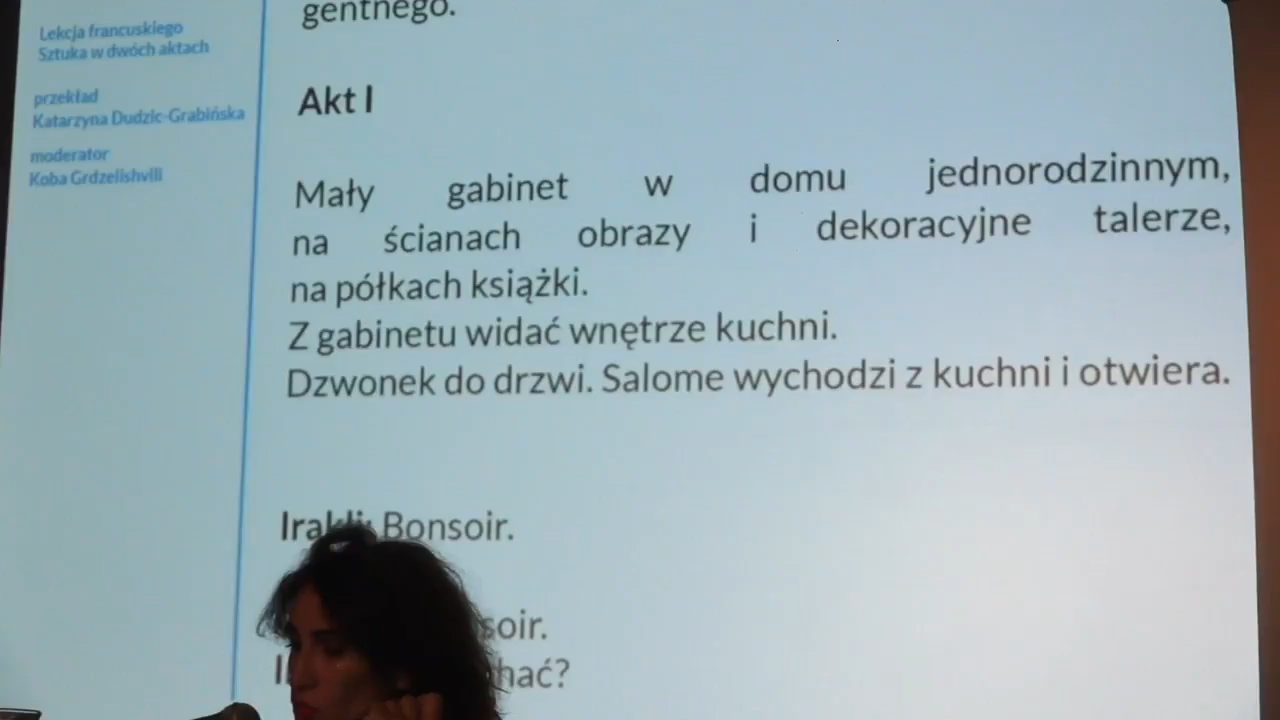 Lekcja francuskiego
Sztuka w dwóch aktach
przekład
Katarzyna Dudzic-Grabińska
moderator
Koba Grdzelishvili
gentnego.
Akt I
Mały gabinet w domu jednorodzinnym,
na ścianach obrazy i dekoracyjne talerze,
na półkach książki.
Z gabinetu widać wnętrze kuchni.
Dzwonek do drzwi. Salome wychodzi z kuchni i otwiera.
Irakli: Bonsoir.
soir.
hać?